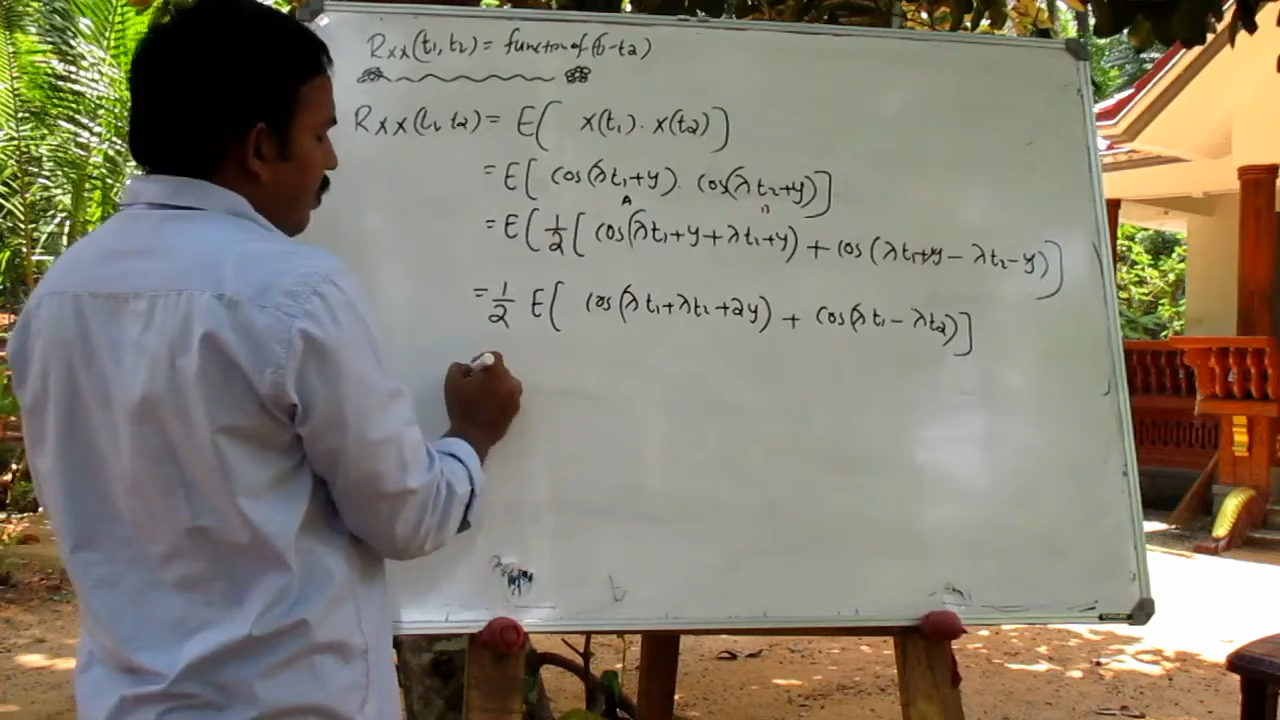 Rxx(t1, t2) = function of (t1-t2)
Rxx(t1, t2) = E[ X(t1) . X(t2) ]
= E[ cos(λt1+y) . cos(λt2+y) ]
A B
= E[ 1/2 [ cos(λt1+y+λt1+y) + cos(λt1+y - λt2-y) ]
= 1/2 E[ cos(λt1+λt2+2y) + cos(λt1 - λt2) ]